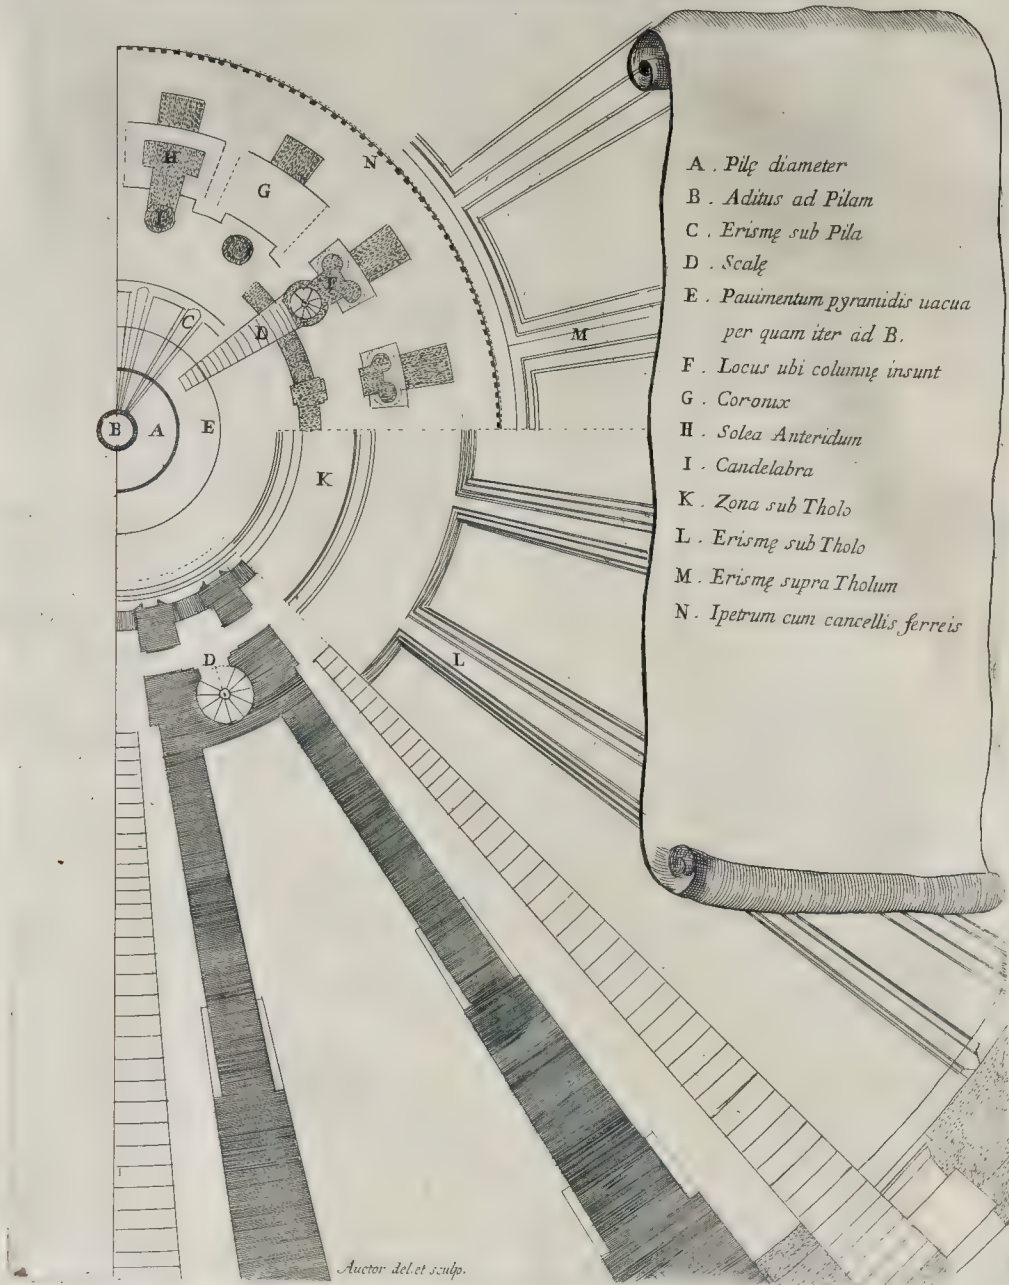 H
G
N
I
F
C
D
M
B
A
E
K
D
L
A . Pilę diameter
B . Aditus ad Pilam
C . Erismę sub Pila
D . Scalę
E . Pauimentum pyramidis uacua
per quam iter ad B.
F . Locus ubi columnę insunt
G . Coronix
H . Solea Anteridum
I . Candelabra
K . Zona sub Tholo
L . Erismę sub Tholo
M . Erismę supra Tholum
N . Ipetrum cum cancellis ferreis
Auctor del. et sculp.